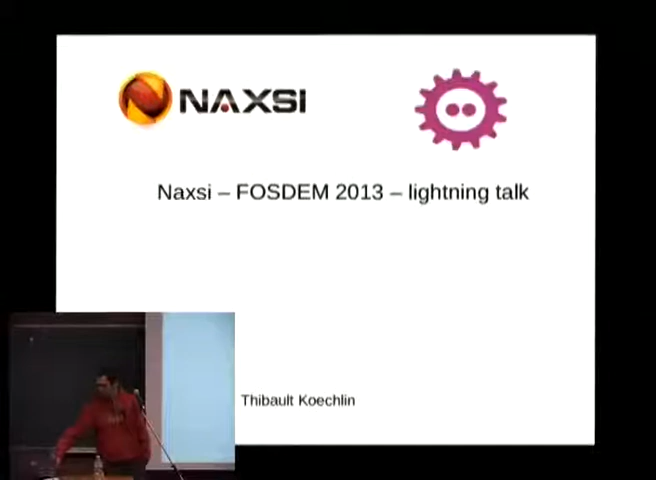 NAXSI
Naxsi – FOSDEM 2013 – lightning talk
Thibault Koechlin